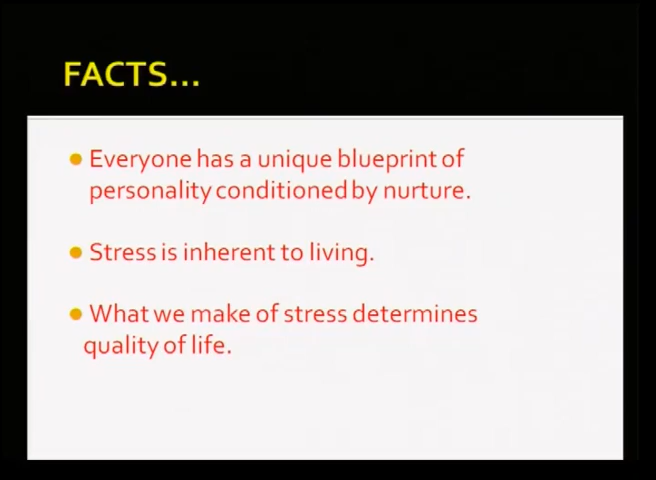 FACTS...
Everyone has a unique blueprint of
personality conditioned by nurture.
Stress is inherent to living.
What we make of stress determines
quality of life.